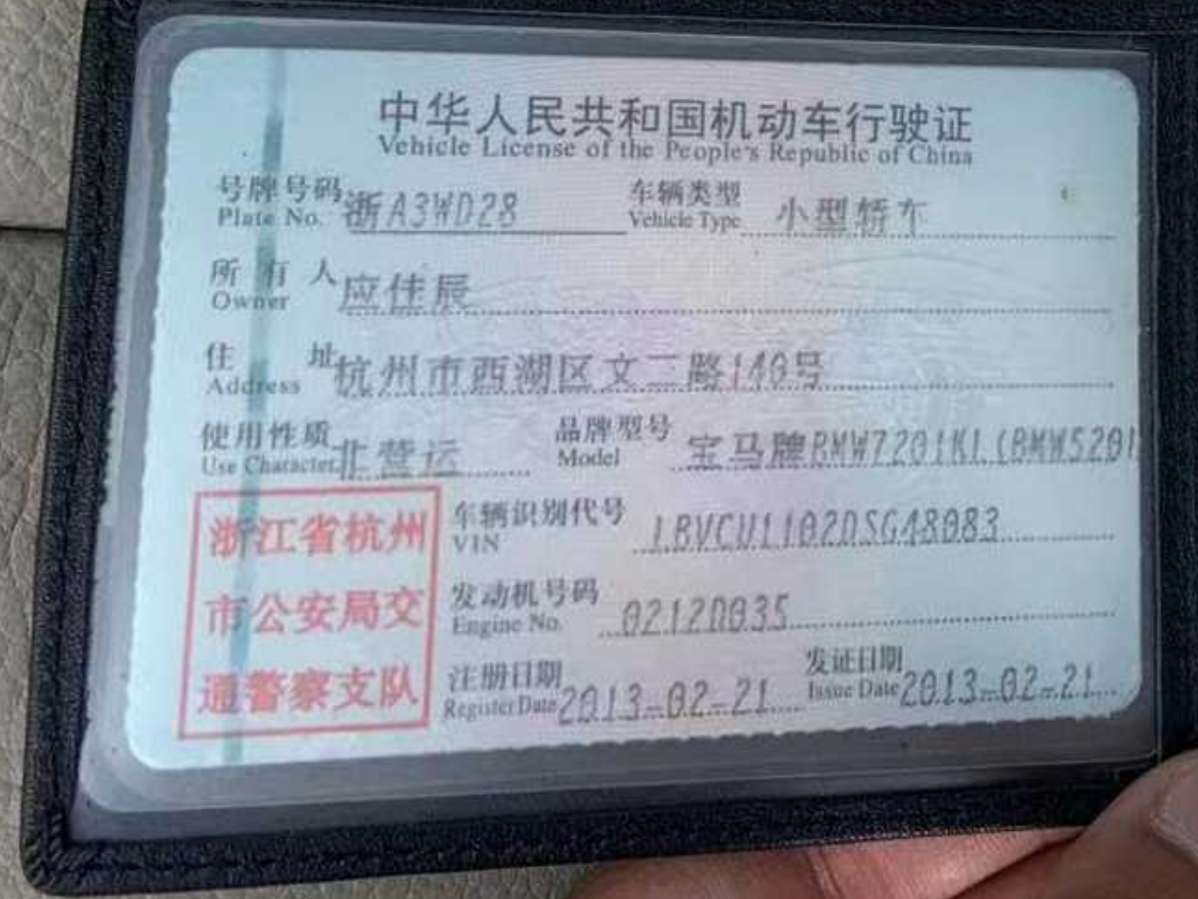 中华人民共和国机动车行驶证
Vehicle License of the People's Republic of China
号牌号码 浙A3WD28 车辆类型 小型轿车
Plate No. Vehicle Type
所有人 应佳辰
Owner
住址 杭州市西湖区文二路140号
Address
使用性质 非营运 品牌型号 宝马牌BMW7201KL(BMW5201
Use Character Model
浙江省杭州
市公安局交
通警察支队
车辆识别代号 LBVCU1102DSG48083
VIN
发动机号码 0212D035
Engine No.
注册日期 2013-02-21 发证日期 2013-02-21
Register Date Issue Date